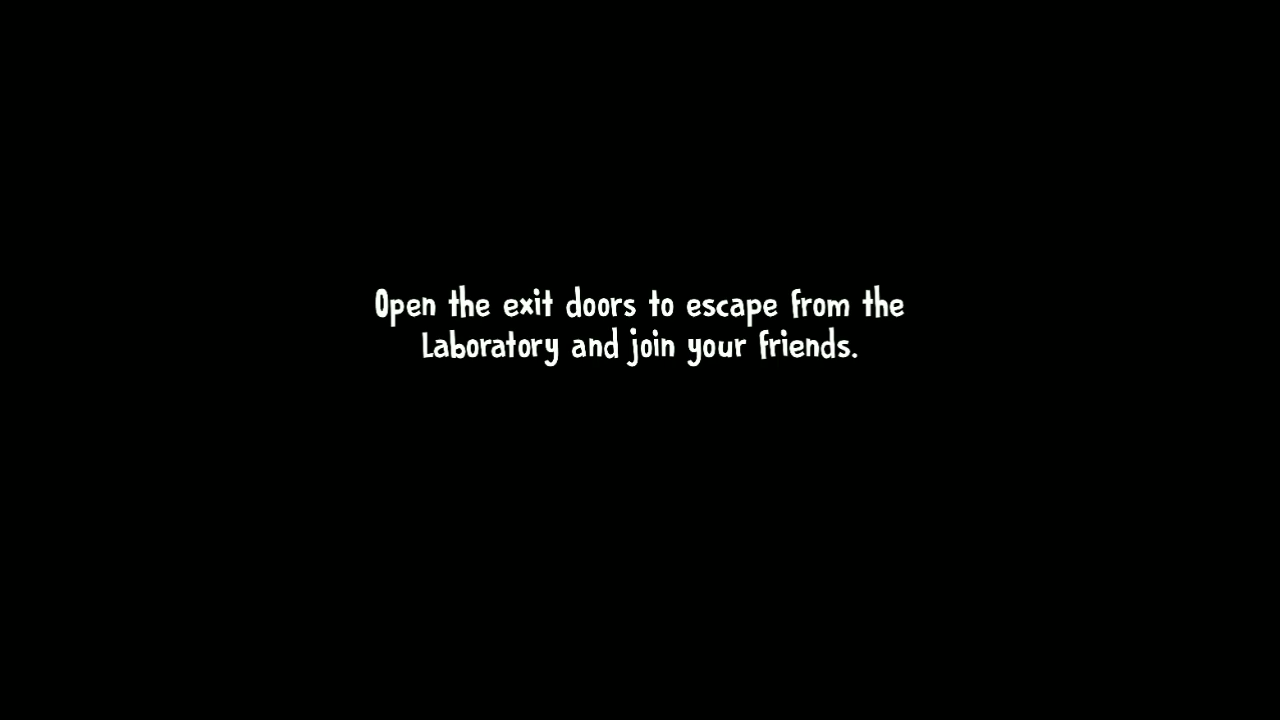 Open the exit doors to escape from the
Laboratory and join your friends.